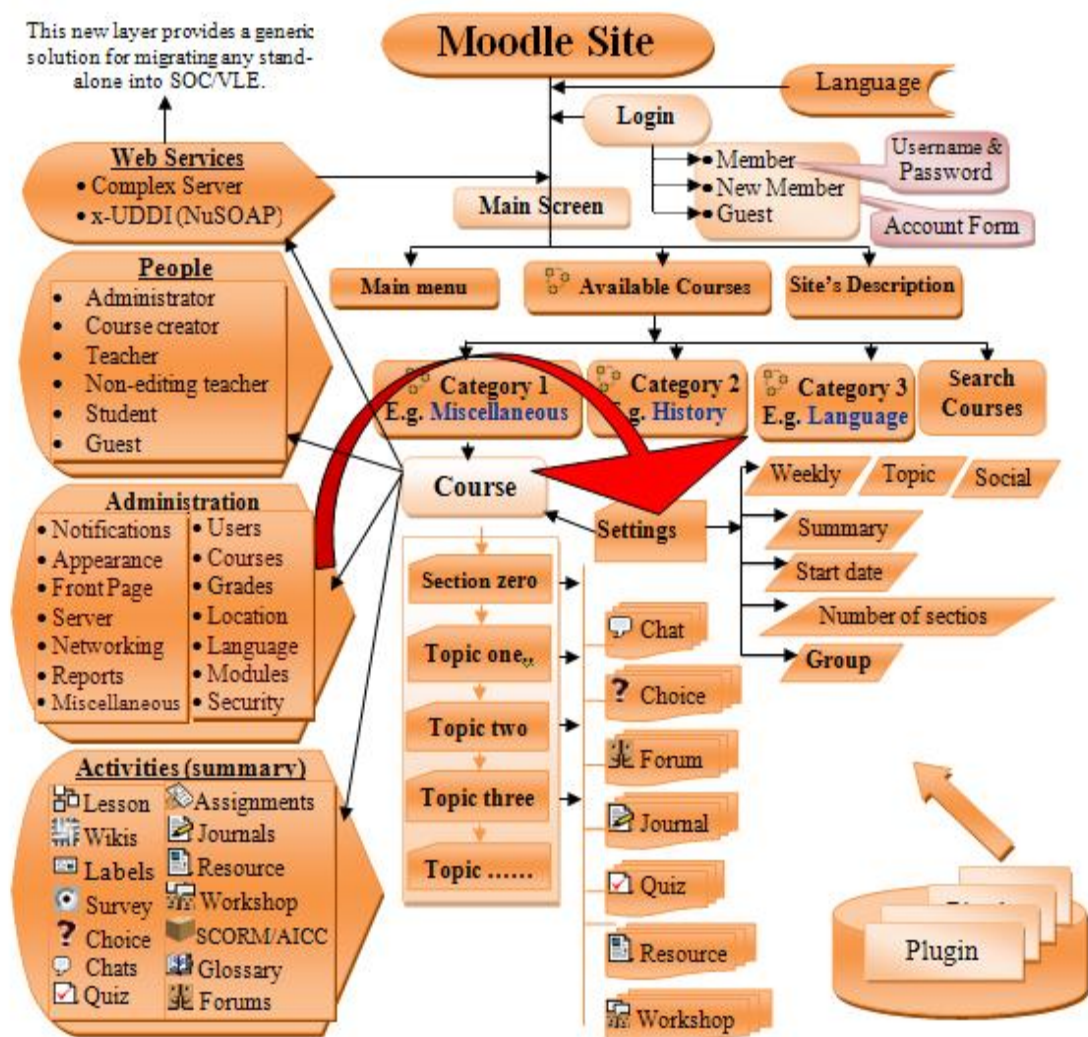 This new layer provides a generic
solution for migrating any stand-
alone into SOC/VLE.
Moodle Site
Language
Login
Username &
Password
• Member
• New Member
• Guest
Account Form
Main Screen
Web Services
• Complex Server
• x-UDDI (NuSOAP)
People
• Administrator
• Course creator
• Teacher
• Non-editing teacher
• Student
• Guest
Main menu
Available Courses
Site's Description
Category 1
E.g. Miscellaneous
Category 2
E.g. History
Category 3
E.g. Language
Search
Courses
Administration
• Notifications
• Appearance
• Front Page
• Server
• Networking
• Reports
• Miscellaneous
• Users
• Courses
• Grades
• Location
• Language
• Modules
• Security
Course
Settings
Weekly
Topic
Social
Summary
Start date
Number of sectios
Group
Section zero
Topic one,,
Topic two
Topic three
Topic ......
Chat
Choice
Forum
Journal
Quiz
Resource
Workshop
Activities (summary)
Lesson
Wikis
Labels
Survey
Choice
Chats
Quiz
Assignments
Journals
Resource
Workshop
SCORM/AICC
Glossary
Forums
Plugin